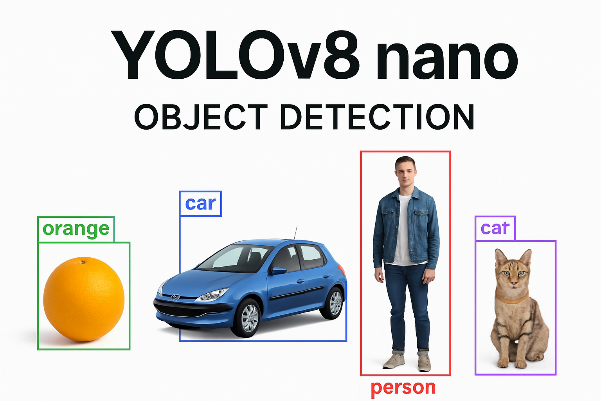 YOLOv8 nano
OBJECT DETECTION
orange
car
cat
person